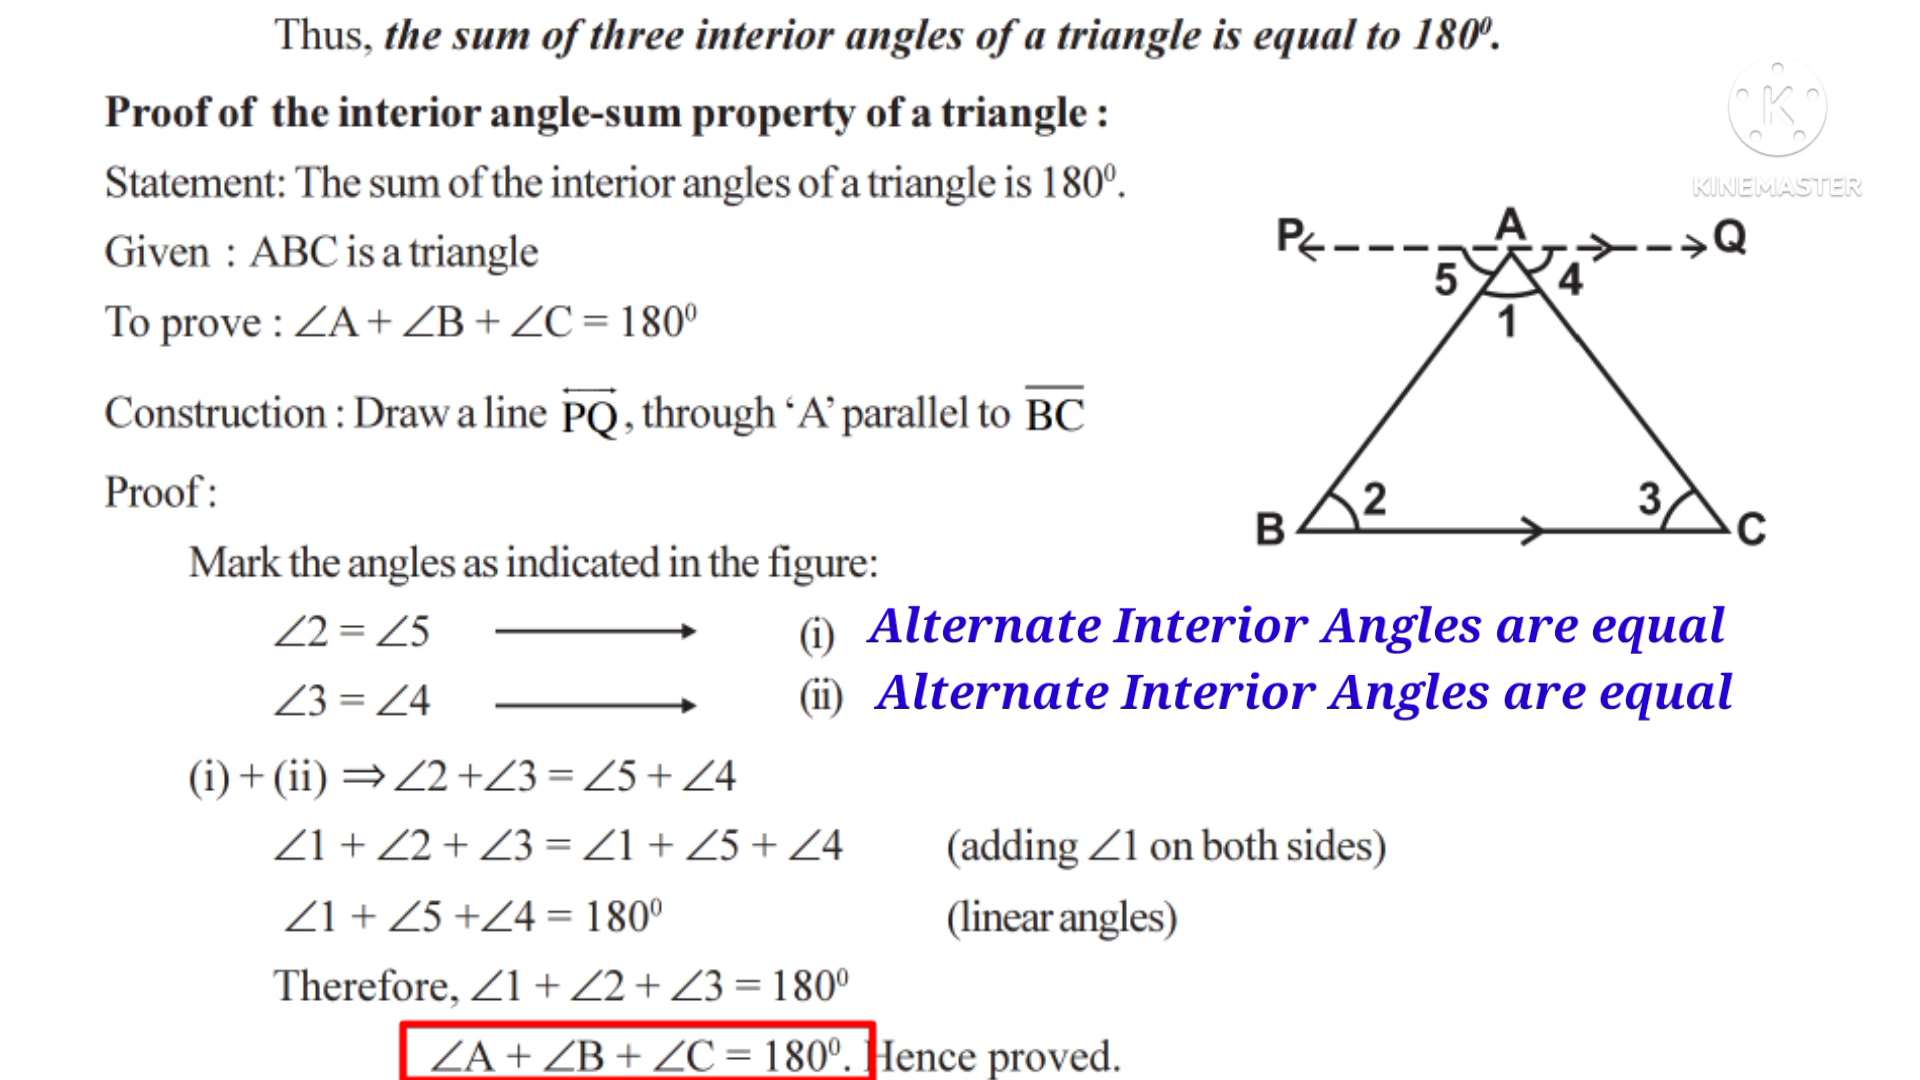 Thus, the sum of three interior angles of a triangle is equal to 180⁰.
Proof of the interior angle-sum property of a triangle :
Statement: The sum of the interior angles of a triangle is 180⁰.
Given : ABC is a triangle
To prove : ∠A + ∠B + ∠C = 180⁰
Construction : Draw a line PQ, through ‘A’ parallel to BC
Proof :
Mark the angles as indicated in the figure:
∠2 = ∠5 ⟶ (i) Alternate Interior Angles are equal
∠3 = ∠4 ⟶ (ii) Alternate Interior Angles are equal
(i) + (ii) ⇒ ∠2 + ∠3 = ∠5 + ∠4
∠1 + ∠2 + ∠3 = ∠1 + ∠5 + ∠4 (adding ∠1 on both sides)
∠1 + ∠5 + ∠4 = 180⁰ (linear angles)
Therefore, ∠1 + ∠2 + ∠3 = 180⁰
∠A + ∠B + ∠C = 180⁰. Hence proved.
K
KINEMASTER
P A Q
5 4
1
2 3
B C